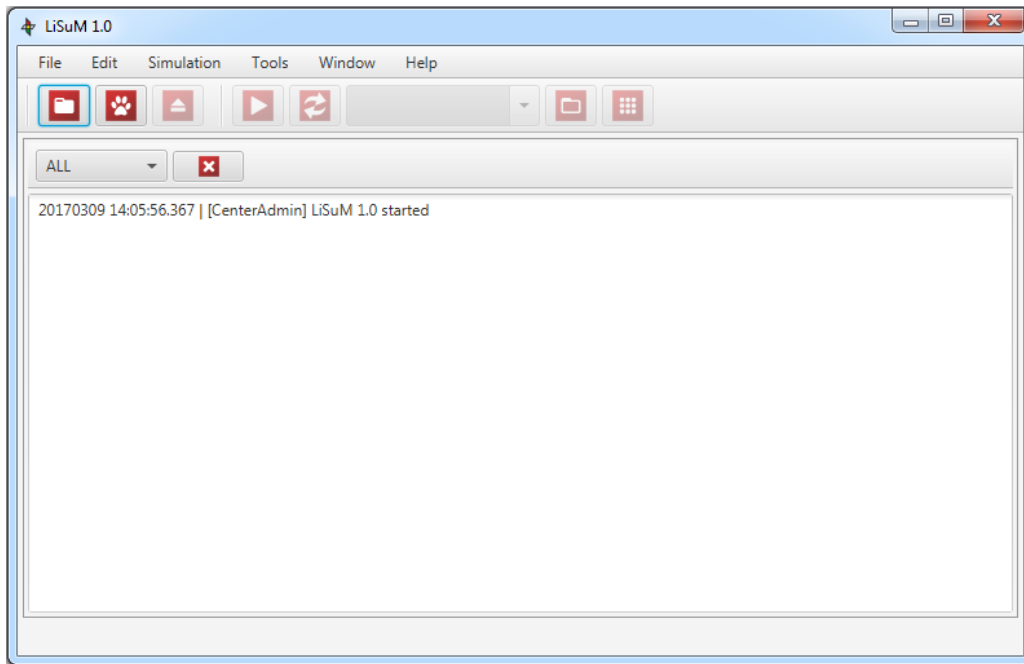 LiSuM 1.0
File Edit Simulation Tools Window Help
ALL
20170309 14:05:56.367 | [CenterAdmin] LiSuM 1.0 started